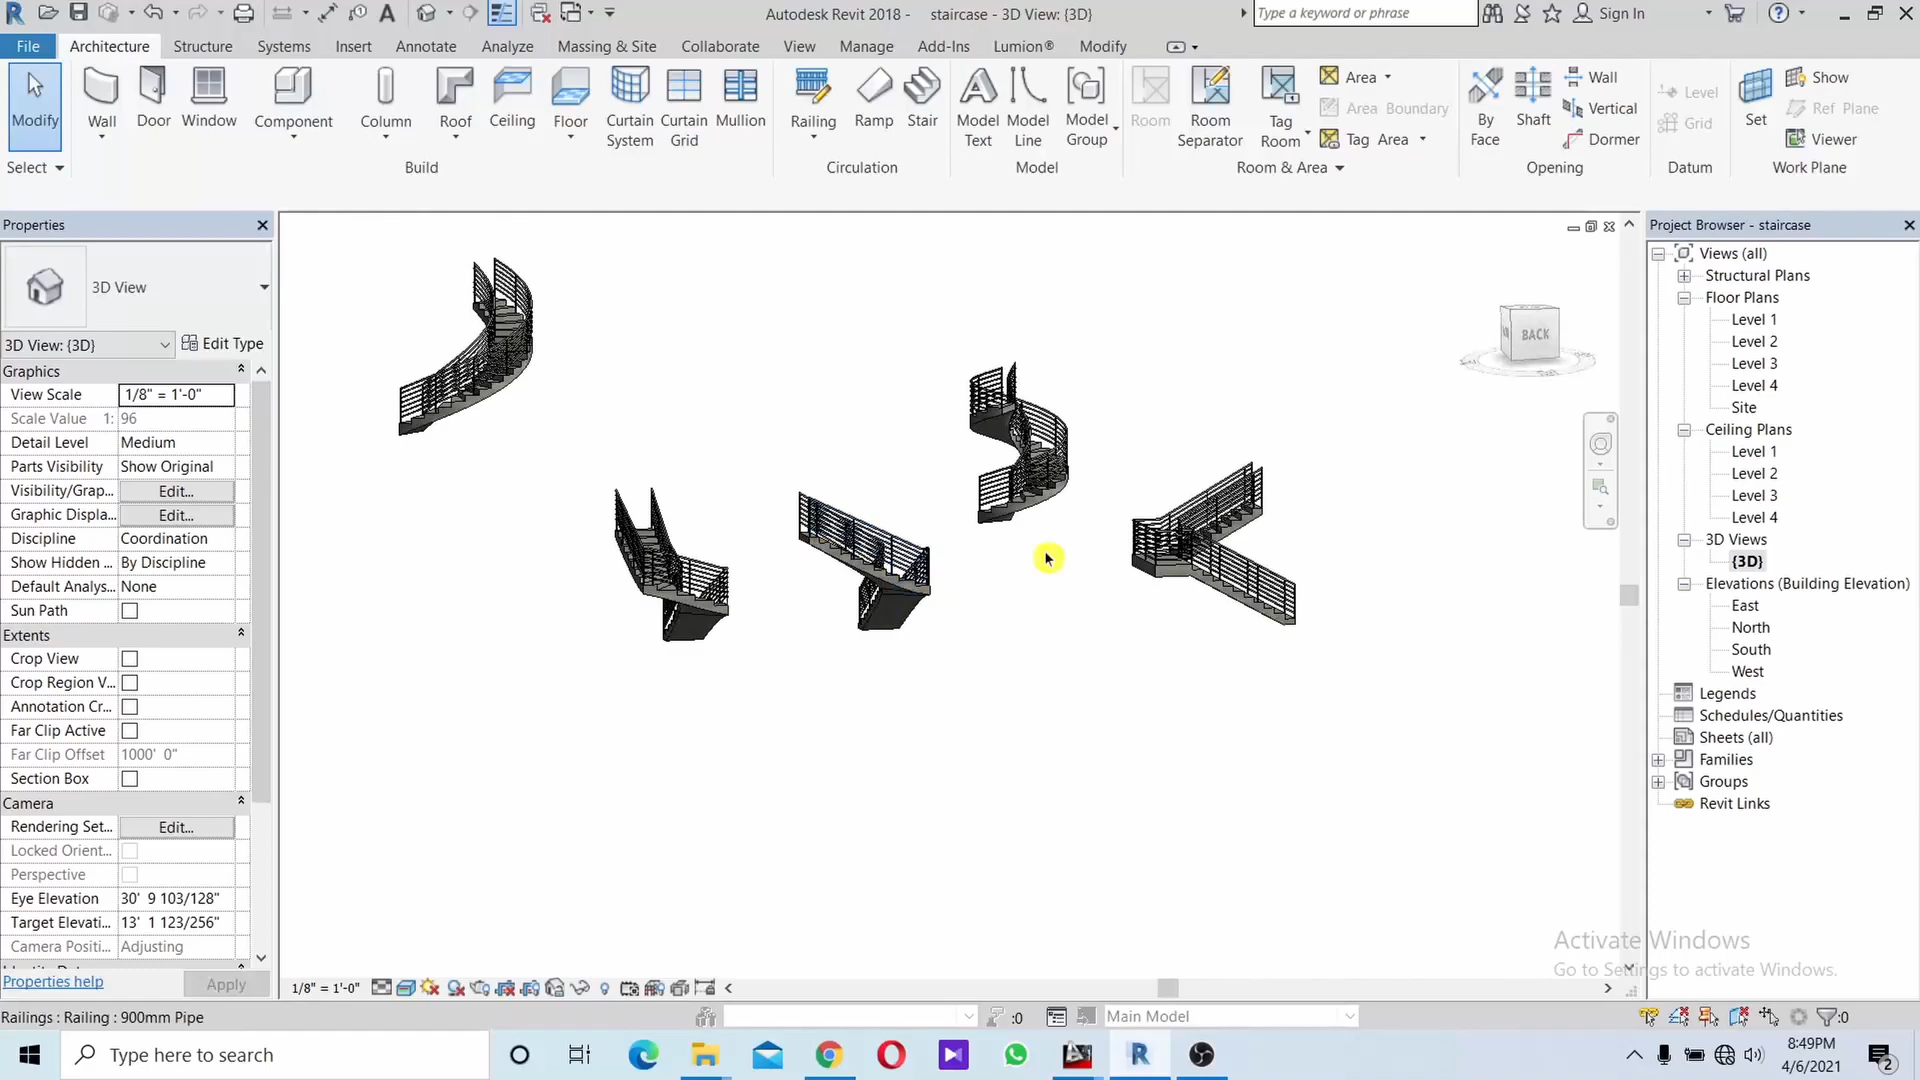 Autodesk Revit 2018 - staircase - 3D View: {3D}
Type a keyword or phrase
Sign In
File Architecture Structure Systems Insert Annotate Analyze Massing & Site Collaborate View Manage Add-Ins Lumion® Modify
Modify
Wall
Door
Window
Component
Column
Roof
Ceiling
Floor
Curtain System
Curtain Grid
Mullion
Railing
Ramp
Stair
Model Text
Model Line
Model Group
Room
Room Separator
Tag Room
Area
Area Boundary
Tag Area
By Face
Shaft
Wall
Vertical
Dormer
Level
Grid
Set
Show
Ref Plane
Viewer
Select Build Circulation Model Room & Area Opening Datum Work Plane
Properties
3D View
3D View: {3D} Edit Type
Graphics
View Scale 1/8" = 1'-0"
Scale Value 1: 96
Detail Level Medium
Parts Visibility Show Original
Visibility/Grap... Edit...
Graphic Displa... Edit...
Discipline Coordination
Show Hidden ... By Discipline
Default Analys... None
Sun Path
Extents
Crop View
Crop Region V...
Annotation Cr...
Far Clip Active
Far Clip Offset 1000' 0"
Section Box
Camera
Rendering Set... Edit...
Locked Orient...
Perspective
Eye Elevation 30' 9 103/128"
Target Elevati... 13' 1 123/256"
Camera Positi... Adjusting
Properties help Apply
BACK
Project Browser - staircase
Views (all)
Structural Plans
Floor Plans
Level 1
Level 2
Level 3
Level 4
Site
Ceiling Plans
Level 1
Level 2
Level 3
Level 4
3D Views
{3D}
Elevations (Building Elevation)
East
North
South
West
Legends
Schedules/Quantities
Sheets (all)
Families
Groups
Revit Links
Activate Windows
Go to Settings to activate Windows.
1/8" = 1'-0"
Railings : Railing : 900mm Pipe
:0
Main Model
:0
Type here to search
8:49PM
4/6/2021
2